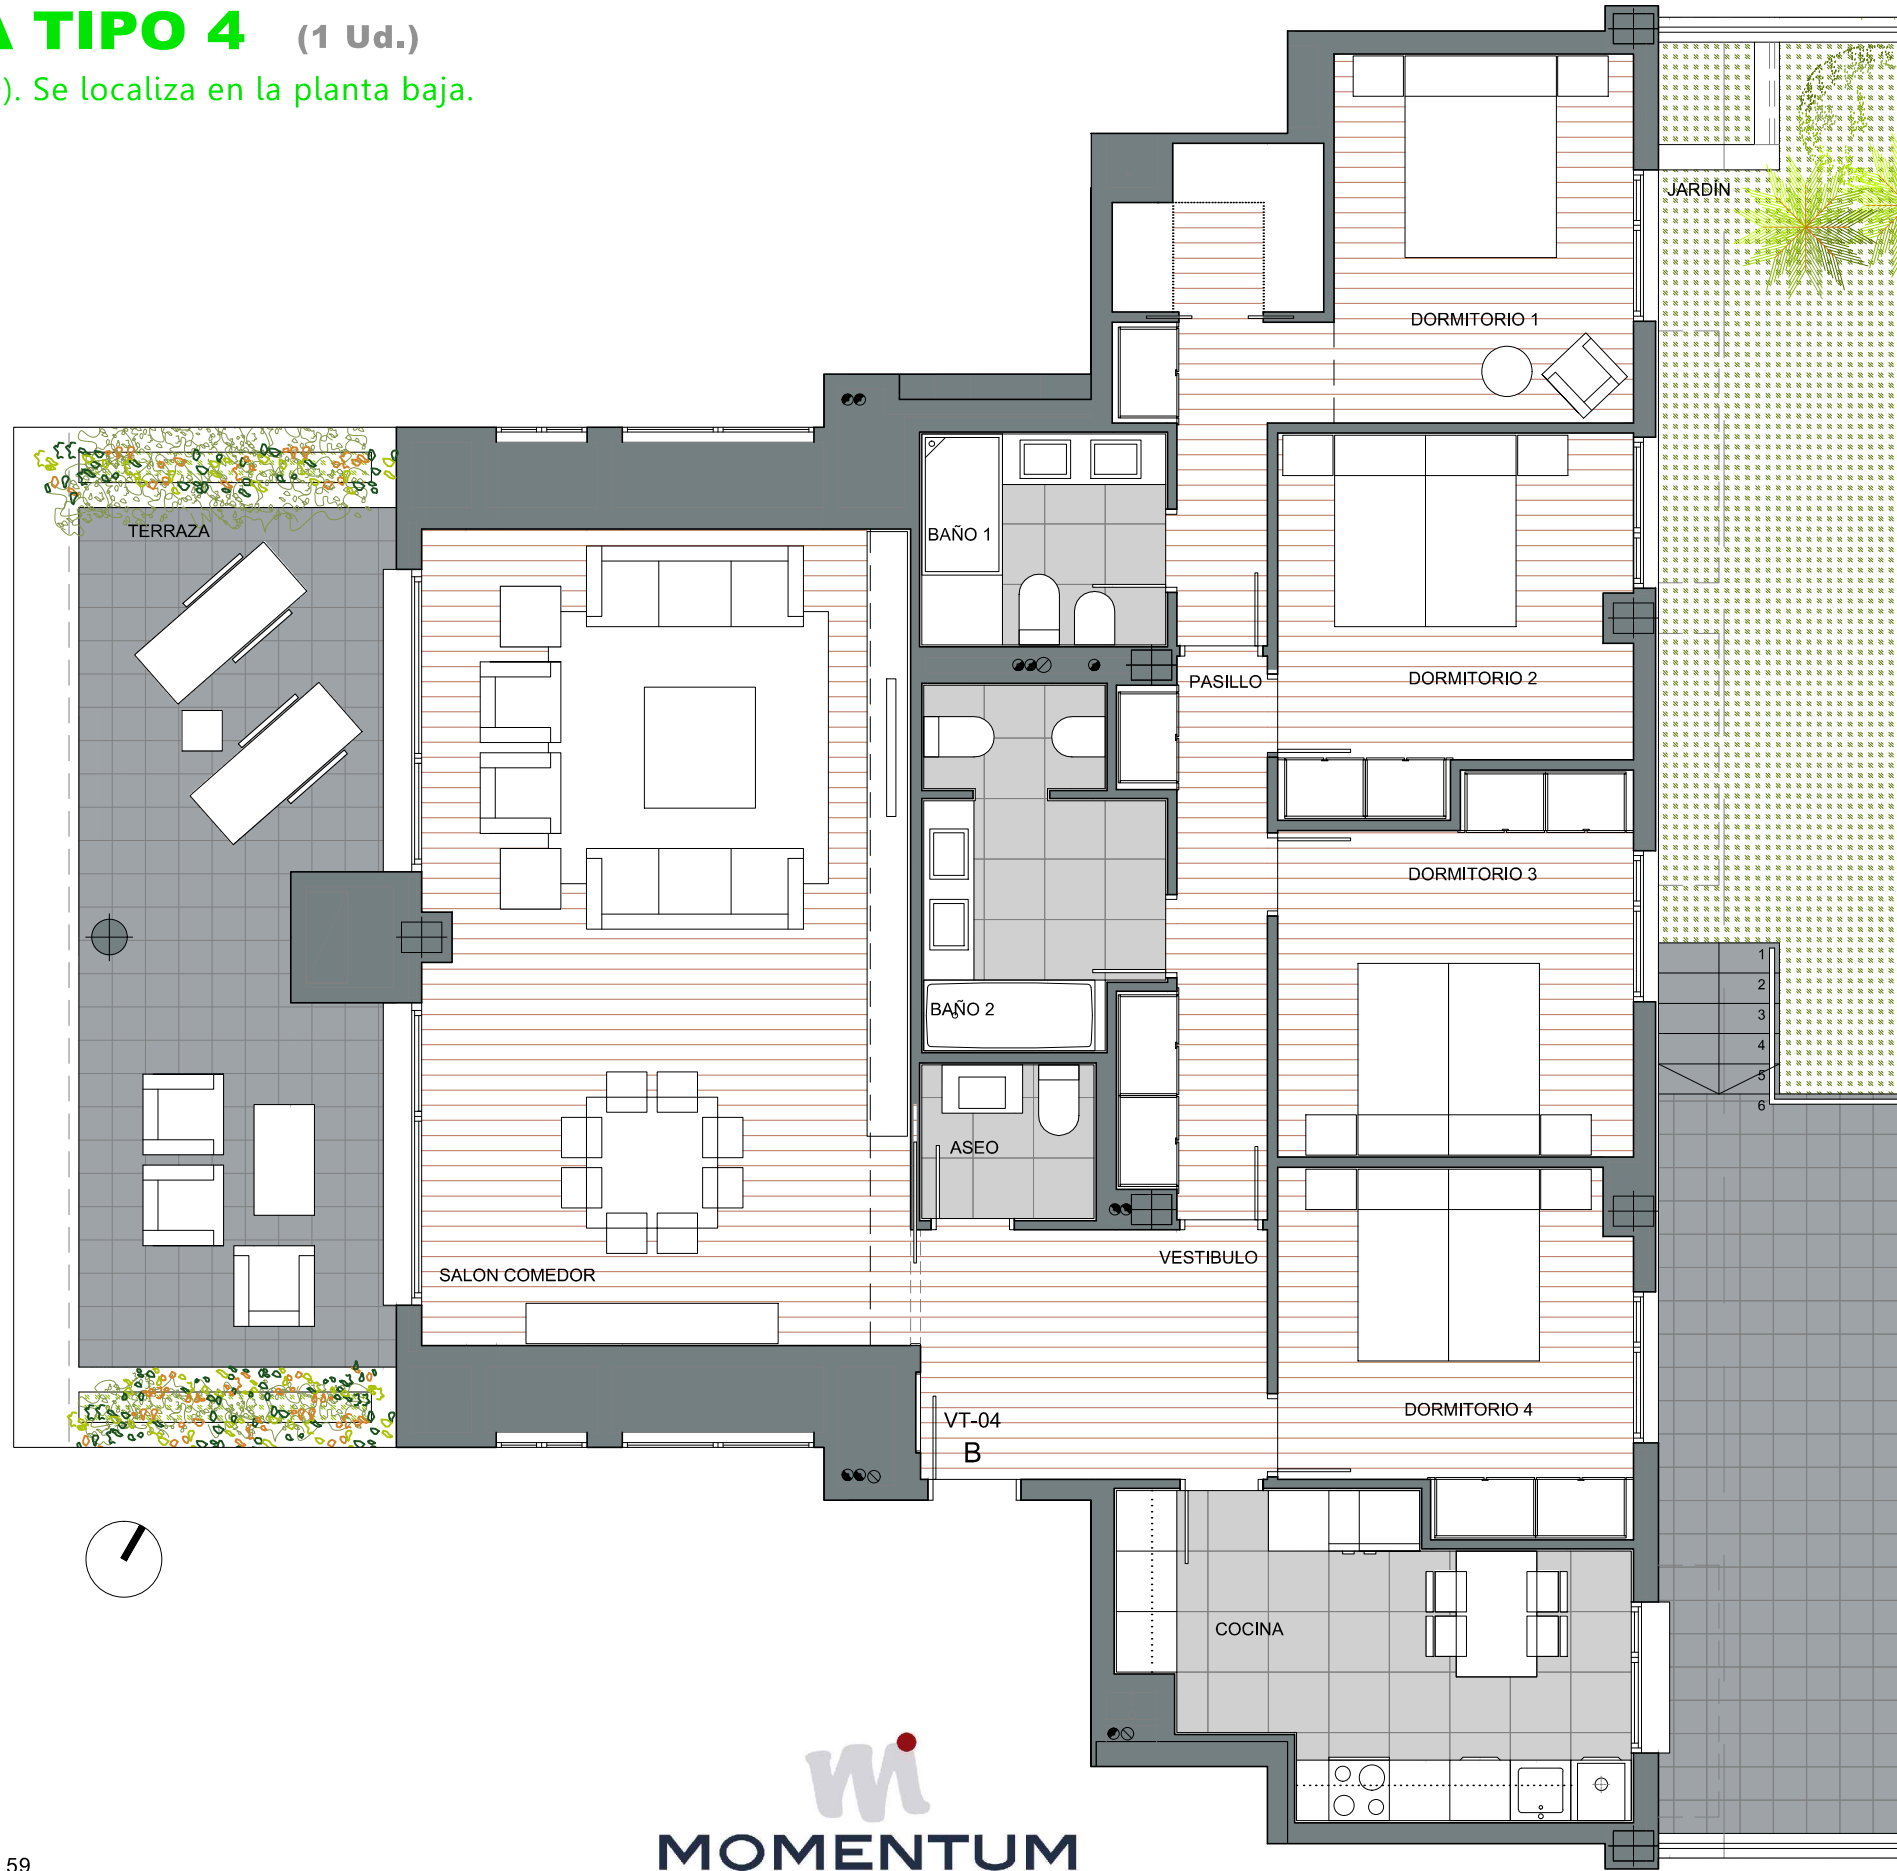 A TIPO 4 (1 Ud.)
). Se localiza en la planta baja.
JARDÍN
DORMITORIO 1
TERRAZA
BAÑO 1
PASILLO
DORMITORIO 2
DORMITORIO 3
1
2
3
4
5
6
BAÑO 2
ASEO
VESTIBULO
SALON COMEDOR
DORMITORIO 4
VT-04
B
COCINA
m
MOMENTUM
59